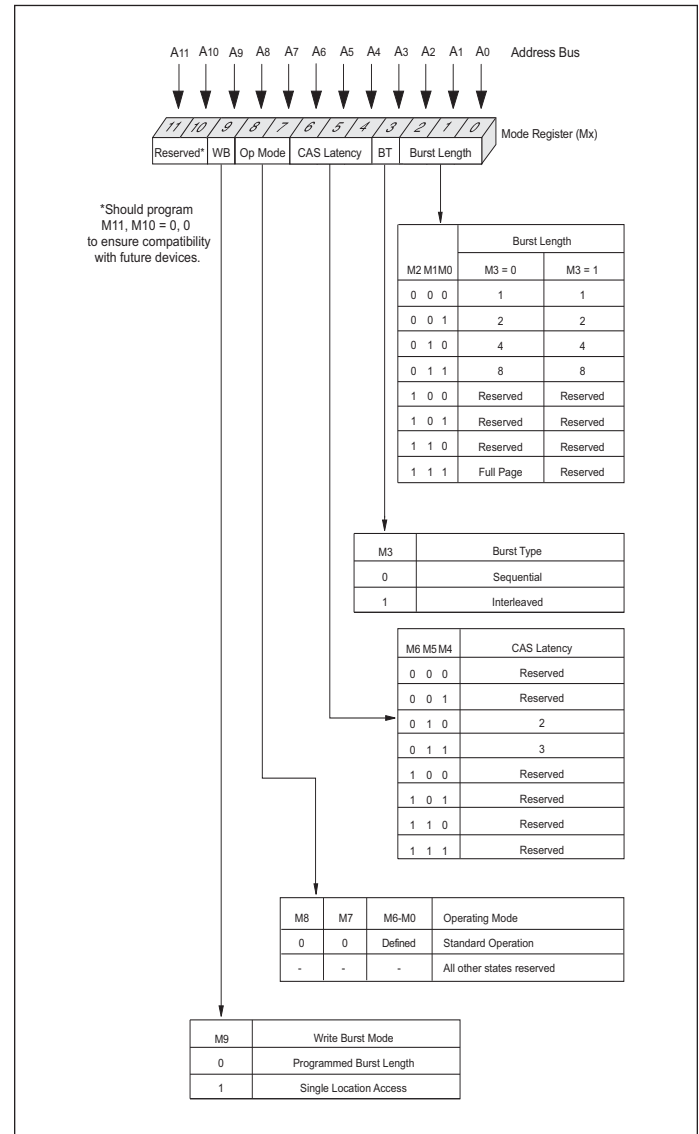 A11 A10 A9 A8 A7 A6 A5 A4 A3 A2 A1 A0 Address Bus
11 10 9 8 7 6 5 4 3 2 1 0 Mode Register (Mx)
Reserved* WB Op Mode CAS Latency BT Burst Length
*Should program
M11, M10 = 0, 0
to ensure compatibility
with future devices.
Burst Length
M2 M1 M0 M3 = 0 M3 = 1
0 0 0 1 1
0 0 1 2 2
0 1 0 4 4
0 1 1 8 8
1 0 0 Reserved Reserved
1 0 1 Reserved Reserved
1 1 0 Reserved Reserved
1 1 1 Full Page Reserved
M3 Burst Type
0 Sequential
1 Interleaved
M6 M5 M4 CAS Latency
0 0 0 Reserved
0 0 1 Reserved
0 1 0 2
0 1 1 3
1 0 0 Reserved
1 0 1 Reserved
1 1 0 Reserved
1 1 1 Reserved
M8 M7 M6-M0 Operating Mode
0 0 Defined Standard Operation
- - - All other states reserved
M9 Write Burst Mode
0 Programmed Burst Length
1 Single Location Access